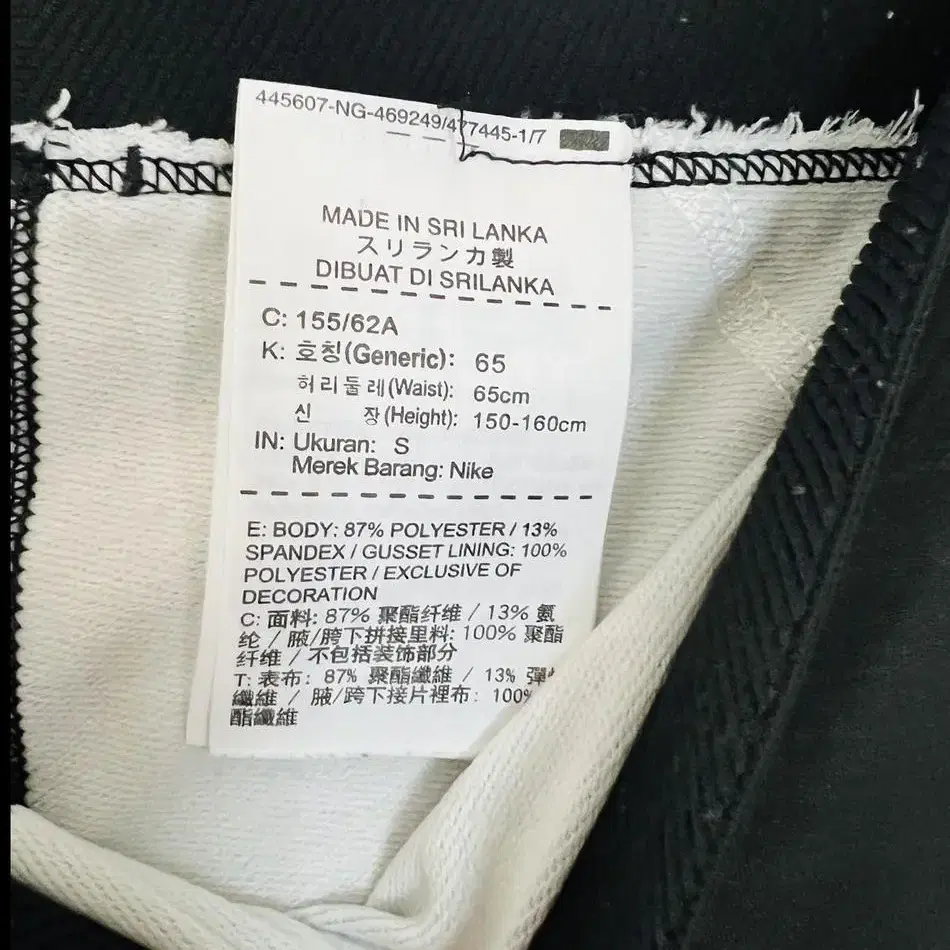 445607-NG-469249/477445-1/7
MADE IN SRI LANKA
スリランカ製
DIBUAT DI SRILANKA
C: 155/62A
K: 호칭(Generic): 65
허리둘레(Waist): 65cm
신 장(Height): 150-160cm
IN: Ukuran: S
Merek Barang: Nike
E: BODY: 87% POLYESTER / 13%
SPANDEX / GUSSET LINING: 100%
POLYESTER / EXCLUSIVE OF
DECORATION
C: 面料: 87% 聚酯纤维 / 13% 氨
纶 / 腋/胯下拼接里料: 100% 聚酯
纤维 / 不包括装饰部分
T: 表布: 87% 聚酯纖維 / 13% 彈
纖維 / 腋/跨下接片裡布: 100%
酯纖維